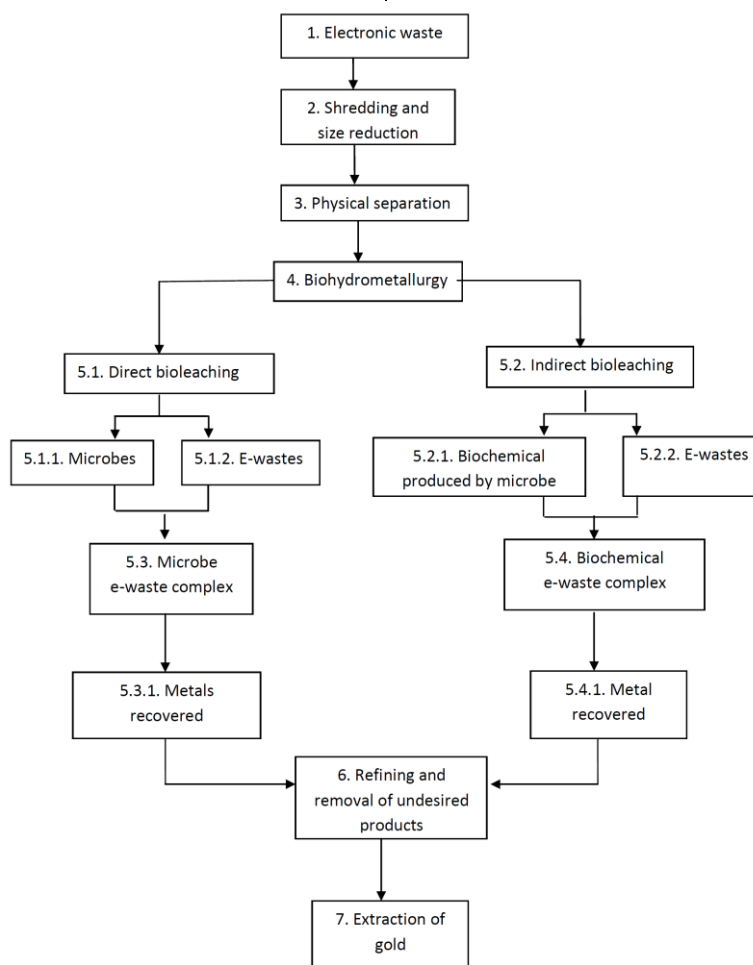 1. Electronic waste
2. Shredding and
size reduction
3. Physical separation
4. Biohydrometallurgy
5.1. Direct bioleaching
5.2. Indirect bioleaching
5.1.1. Microbes
5.1.2. E-wastes
5.2.1. Biochemical
produced by microbe
5.2.2. E-wastes
5.3. Microbe
e-waste complex
5.4. Biochemical
e-waste complex
5.3.1. Metals
recovered
5.4.1. Metal
recovered
6. Refining and
removal of undesired
products
7. Extraction of
gold